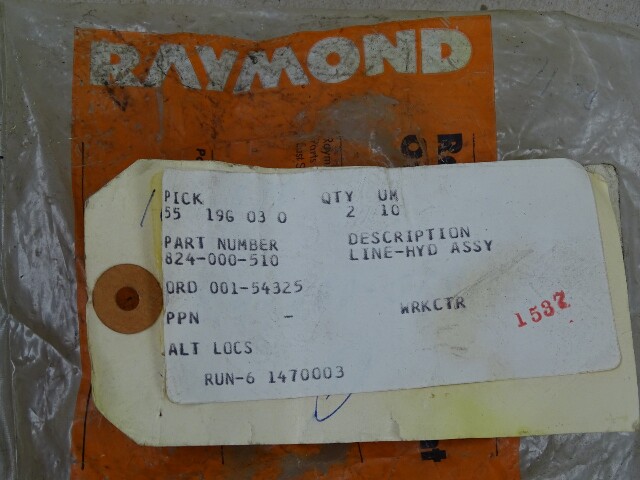 RAYMOND
PICK QTY UM
55 196 03 0 2 10
PART NUMBER DESCRIPTION
824-000-510 LINE-HYD ASSY
ORD 001-54325
PPN - WRKCTR
1537
ALT LOCS
RUN-6 1470003